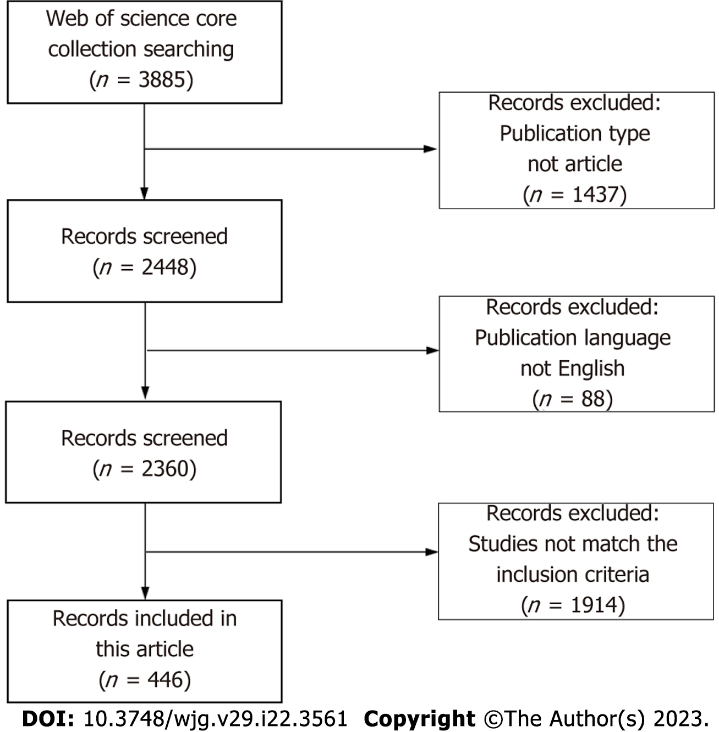 Web of science core
collection searching
(n = 3885)
Records excluded:
Publication type
not article
(n = 1437)
Records screened
(n = 2448)
Records excluded:
Publication language
not English
(n = 88)
Records screened
(n = 2360)
Records excluded:
Studies not match the
inclusion criteria
(n = 1914)
Records included in
this article
(n = 446)
DOI: 10.3748/wjg.v29.i22.3561 Copyright ©The Author(s) 2023.